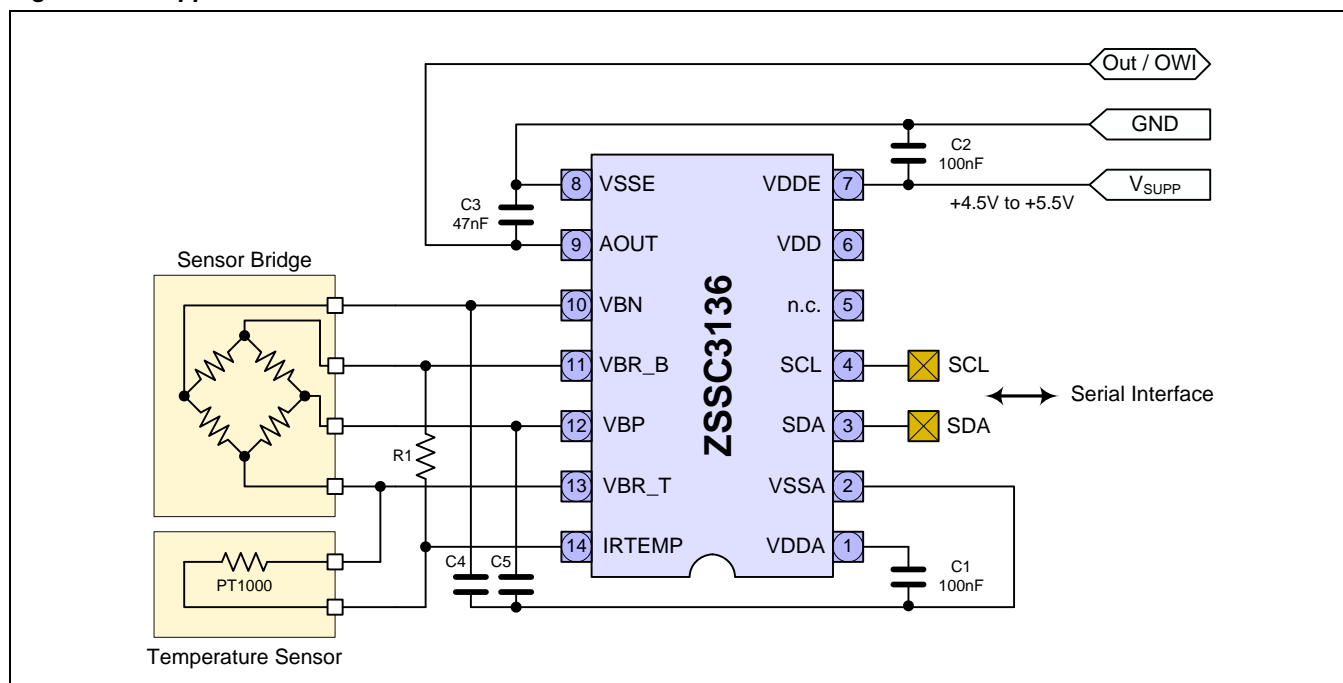 Out / OWI
GND
C2
100nF
VSUPP
+4.5V to +5.5V
C3
47nF
8 VSSE
VDDE 7
9 AOUT
VDD 6
10 VBN
n.c. 5
11 VBR_B
SCL 4
SCL
12 VBP
SDA 3
SDA
Serial Interface
13 VBR_T
VSSA 2
14 IRTEMP
VDDA 1
ZSSC3136
Sensor Bridge
R1
C4
C5
C1
100nF
PT1000
Temperature Sensor